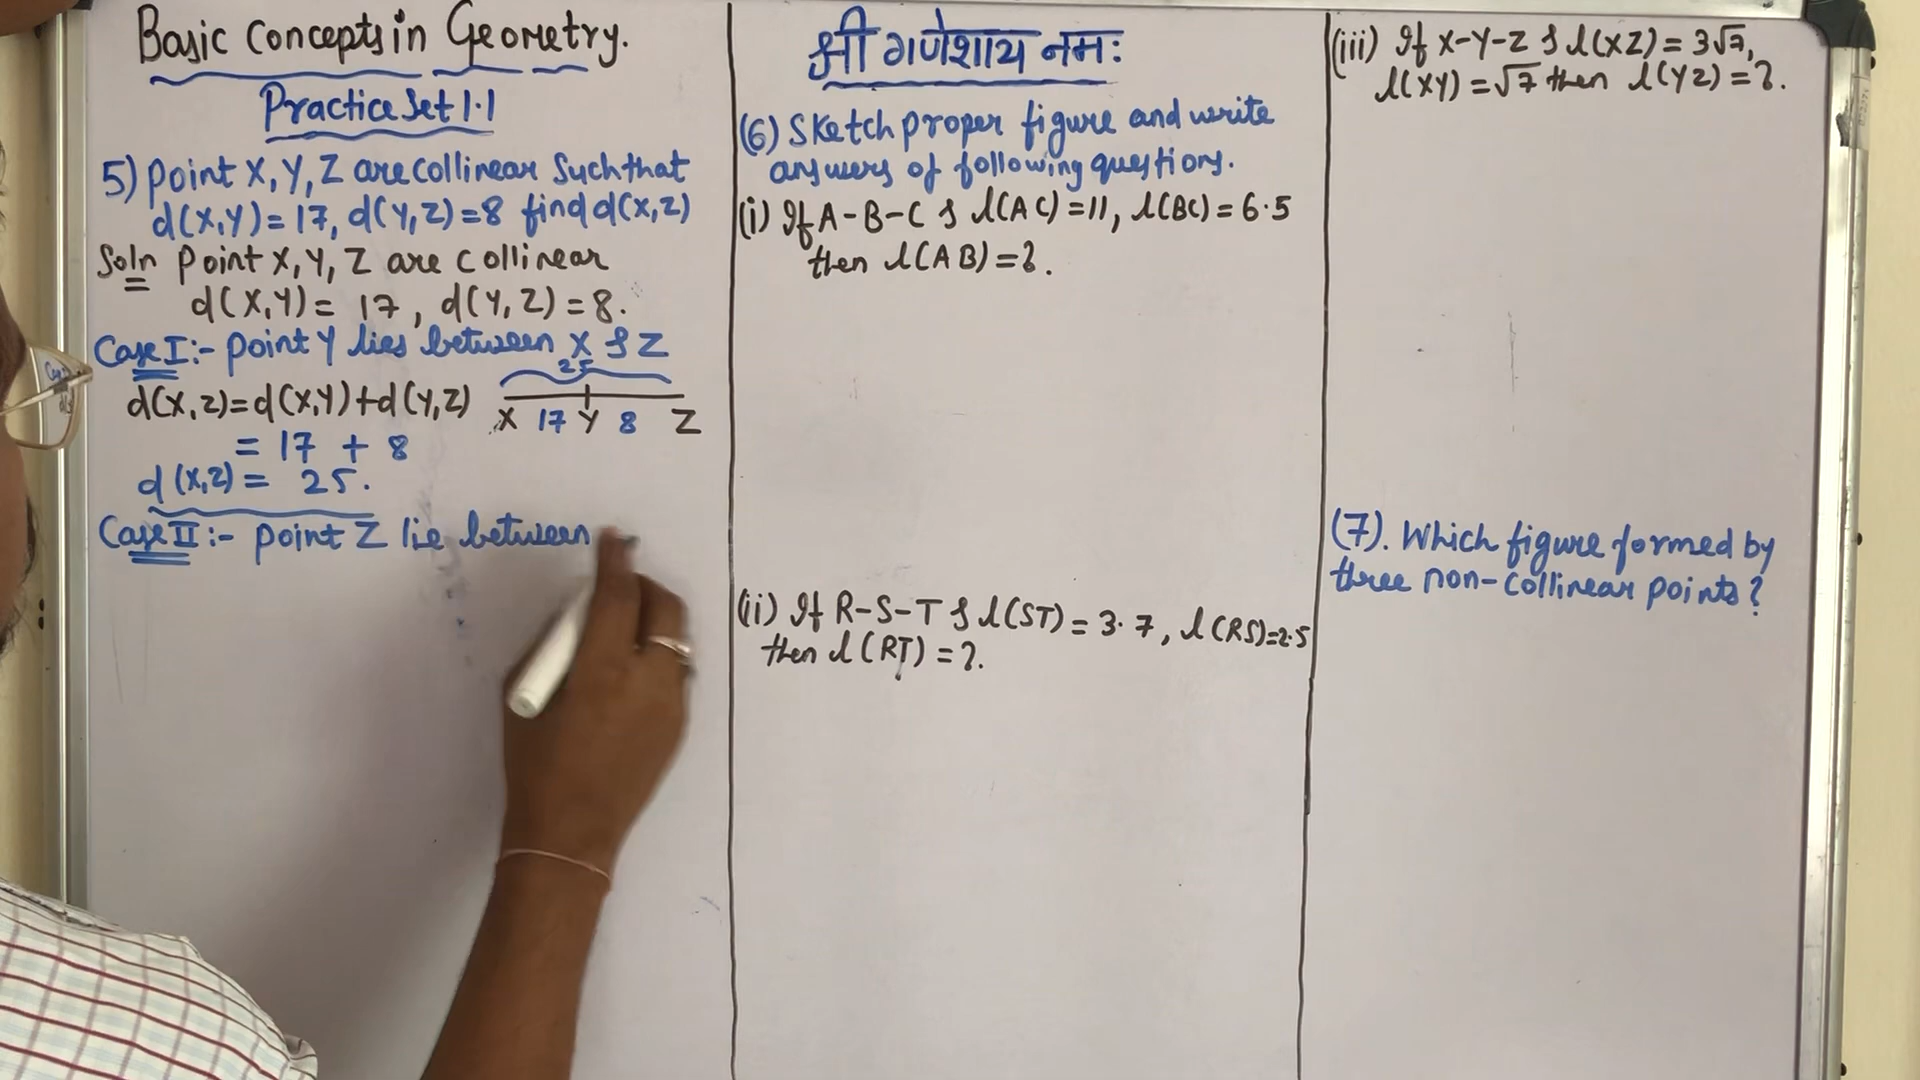 Basic Concepts in Geometry.
Practice Set 1.1
5) Point X, Y, Z are collinear Such that
d(X,Y)= 17, d(Y,Z)=8 find d(X,Z)
Soln Point X, Y, Z are collinear
d(X,Y)= 17, d(Y,Z)=8.
Case I:- Point Y lies between X & Z
25
d(X,Z)=d(X,Y)+d(Y,Z)
X 17 Y 8 Z
= 17 + 8
d(X,Z)= 25.
Case II:- Point Z lie between
श्री गणेशाय नमः
(6) Sketch proper figure and write
answers of following questions.
(i) If A-B-C & l(AC)=11, l(BC)=6.5
then l(AB)=?.
(ii) If R-S-T & l(ST)=3.7, l(RS)=2.5
then l(RT)=?.
(iii) If X-Y-Z & l(XZ)=3√7,
l(XY)=√7 then l(YZ)=?.
(7). Which figure formed by
three non-collinear points?